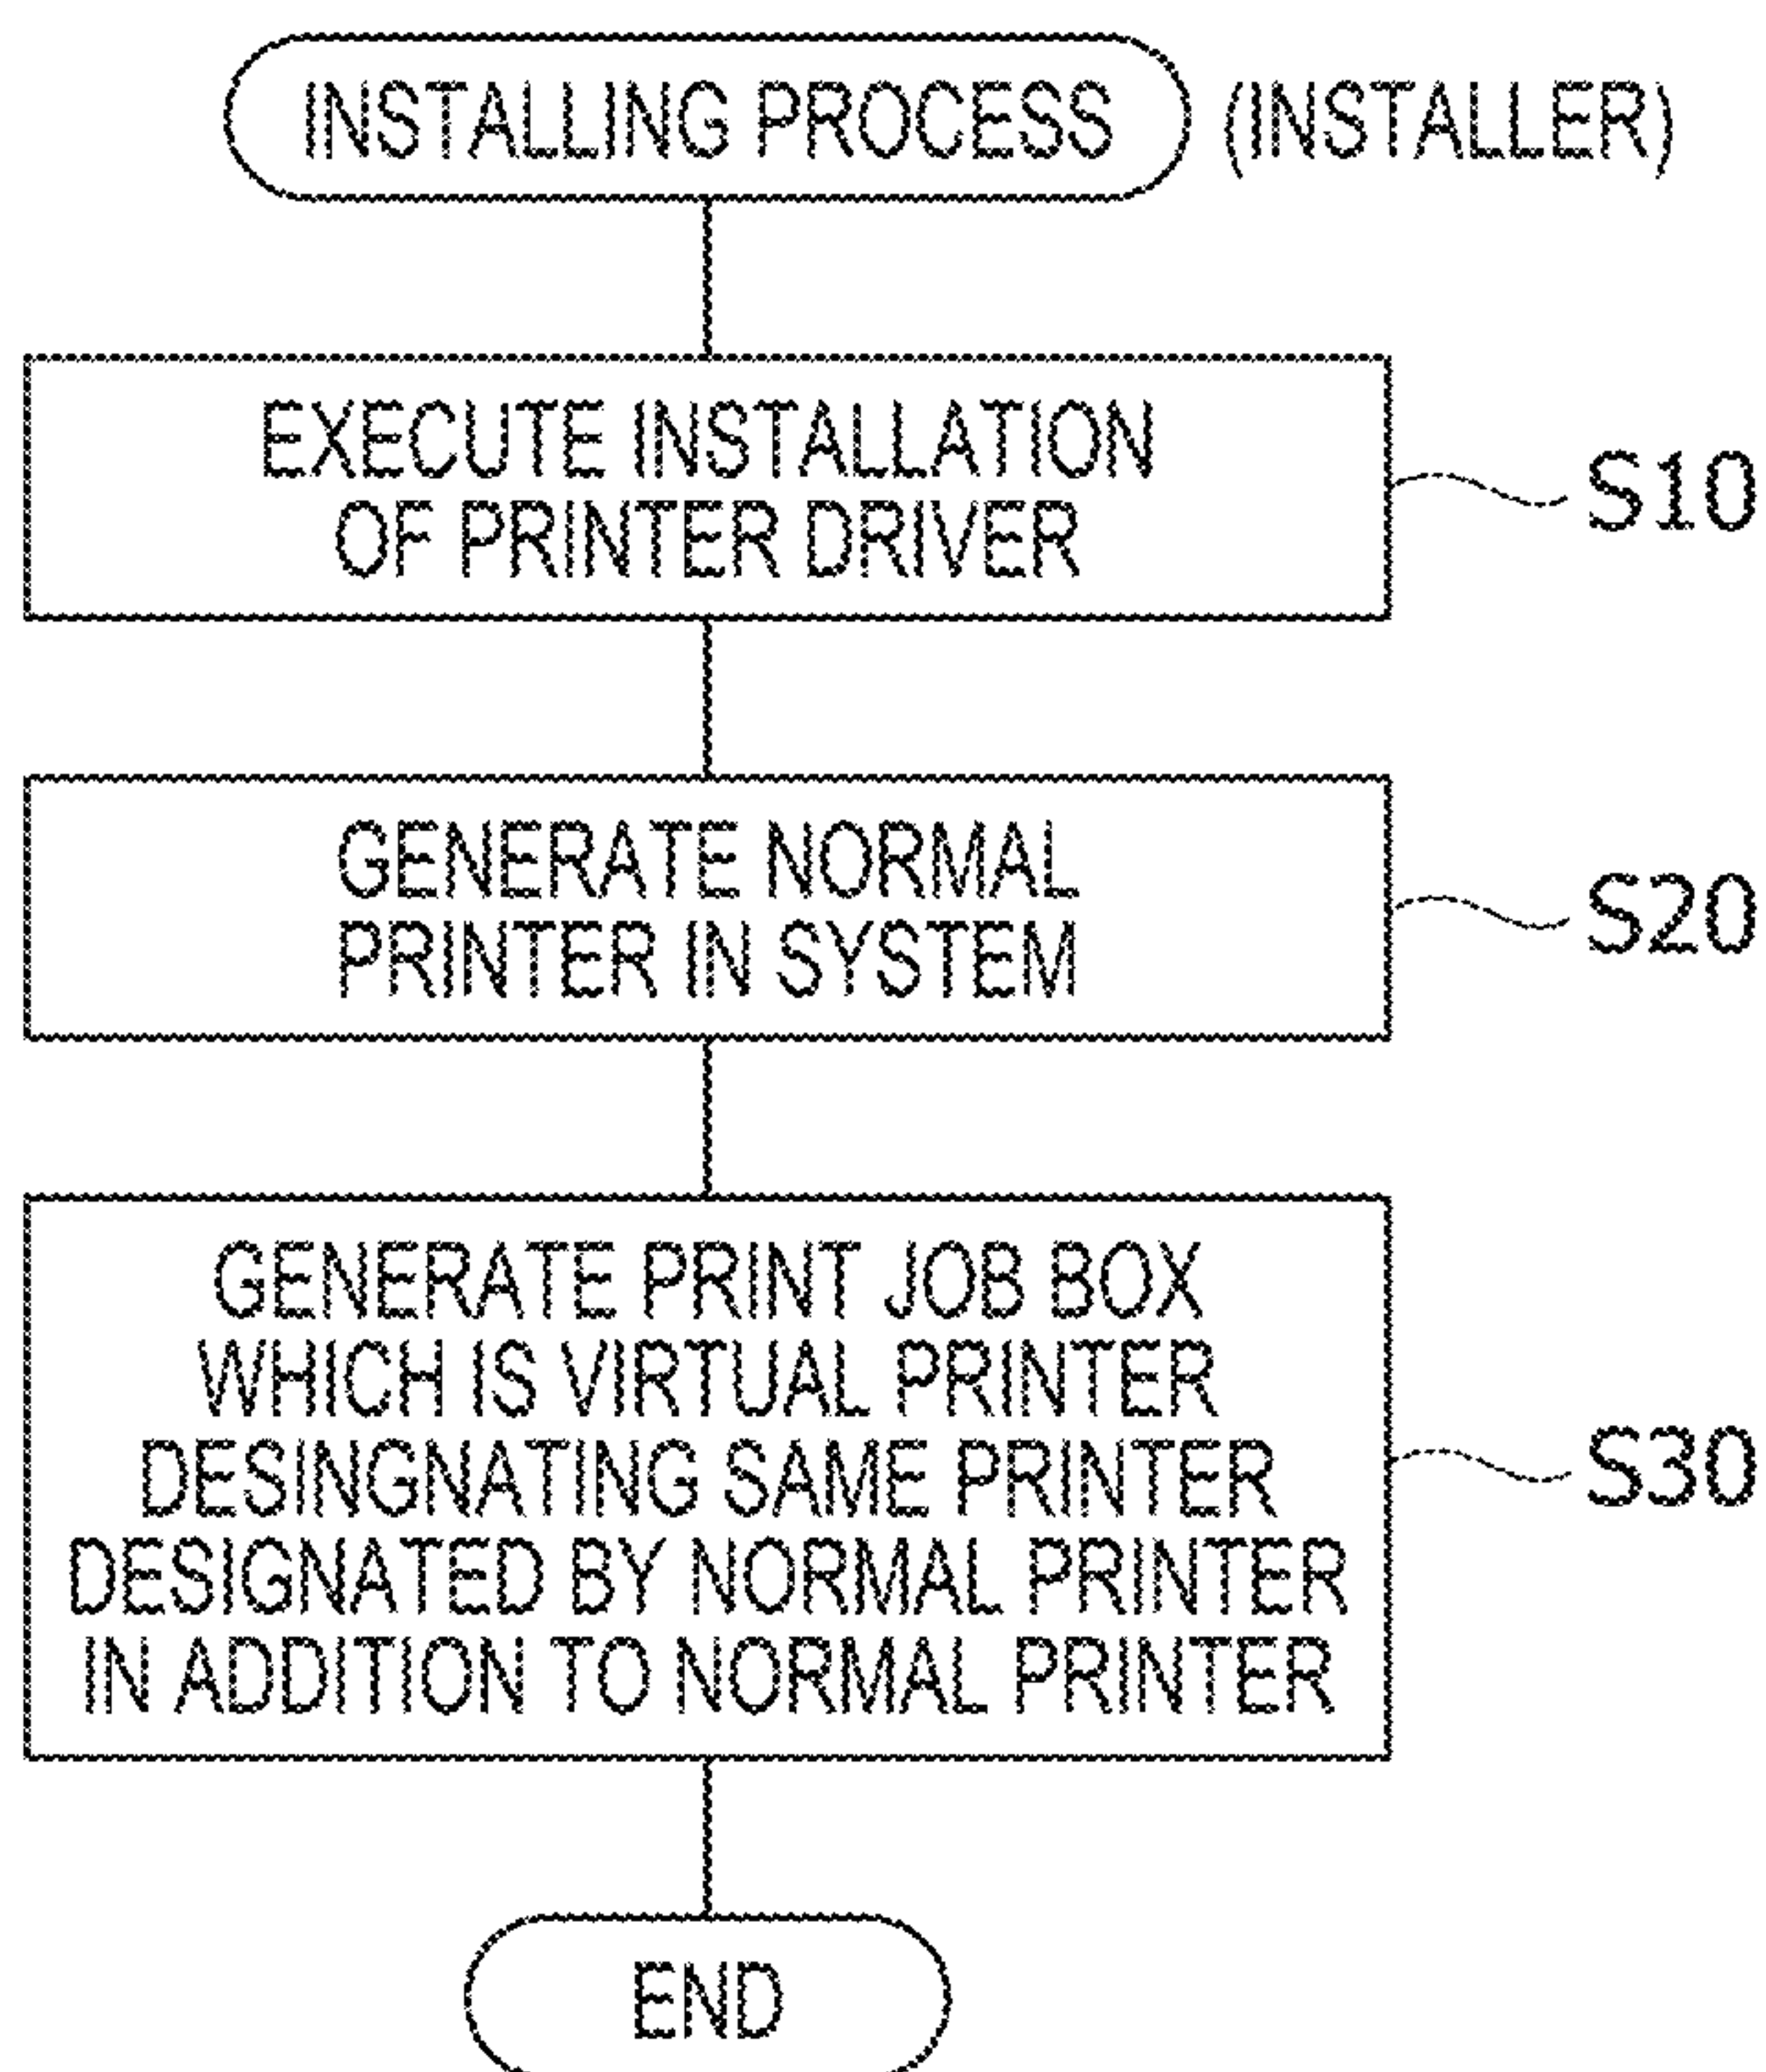 INSTALLING PROCESS (INSTALLER)
EXECUTE INSTALLATION
OF PRINTER DRIVER
S10
GENERATE NORMAL
PRINTER IN SYSTEM
S20
GENERATE PRINT JOB BOX
WHICH IS VIRTUAL PRINTER
DESINGNATING SAME PRINTER
DESIGNATED BY NORMAL PRINTER
IN ADDITION TO NORMAL PRINTER
S30
END